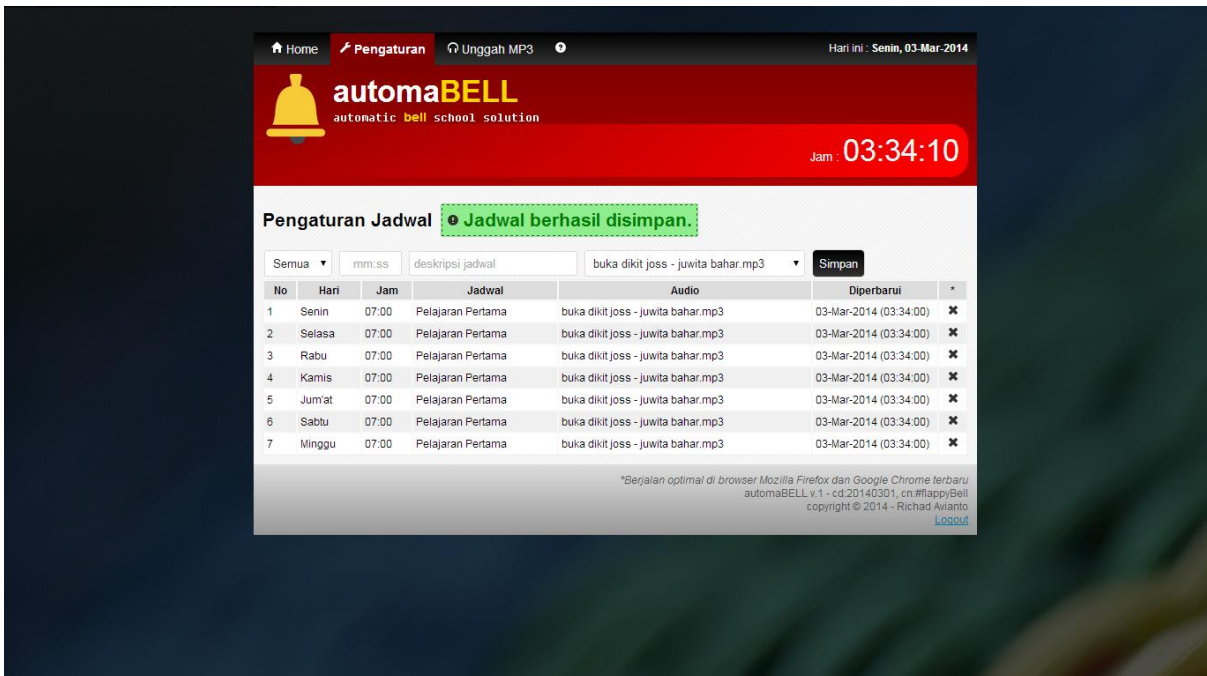 Home Pengaturan Unggah MP3 Hari ini : Senin, 03-Mar-2014
automaBELL
automatic bell school solution
Jam : 03:34:10
Pengaturan Jadwal Jadwal berhasil disimpan.
Semua mm:ss deskripsi jadwal buka dikit joss - juwita bahar.mp3 Simpan
No Hari Jam Jadwal Audio Diperbarui *
1 Senin 07:00 Pelajaran Pertama buka dikit joss - juwita bahar.mp3 03-Mar-2014 (03:34:00) ✖
2 Selasa 07:00 Pelajaran Pertama buka dikit joss - juwita bahar.mp3 03-Mar-2014 (03:34:00) ✖
3 Rabu 07:00 Pelajaran Pertama buka dikit joss - juwita bahar.mp3 03-Mar-2014 (03:34:00) ✖
4 Kamis 07:00 Pelajaran Pertama buka dikit joss - juwita bahar.mp3 03-Mar-2014 (03:34:00) ✖
5 Jum'at 07:00 Pelajaran Pertama buka dikit joss - juwita bahar.mp3 03-Mar-2014 (03:34:00) ✖
6 Sabtu 07:00 Pelajaran Pertama buka dikit joss - juwita bahar.mp3 03-Mar-2014 (03:34:00) ✖
7 Minggu 07:00 Pelajaran Pertama buka dikit joss - juwita bahar.mp3 03-Mar-2014 (03:34:00) ✖
*Berjalan optimal di browser Mozilla Firefox dan Google Chrome terbaru
automaBELL v.1 - cd:20140301, cn:#flappyBell
copyright © 2014 - Richad Avianto
Logout